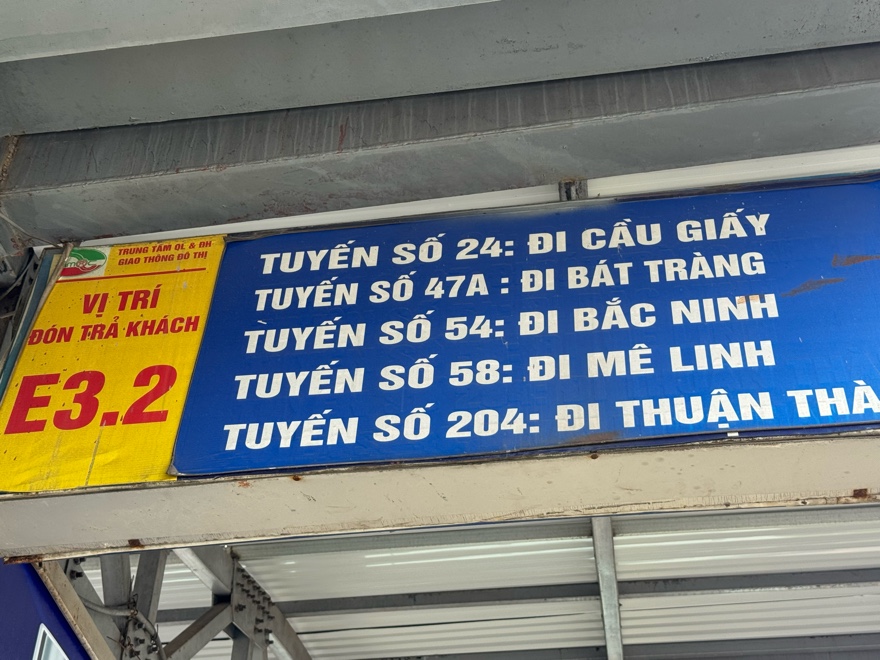 TRUNG TÂM QL & ĐH
GIAO THÔNG ĐÔ THỊ
VỊ TRÍ
ĐÓN TRẢ KHÁCH
E3.2
TUYẾN SỐ 24: ĐI CẦU GIẤY
TUYẾN SỐ 47A : ĐI BÁT TRÀNG
TUYẾN SỐ 54: ĐI BẮC NINH
TUYẾN SỐ 58: ĐI MÊ LINH
TUYẾN SỐ 204: ĐI THUẬN THÀ